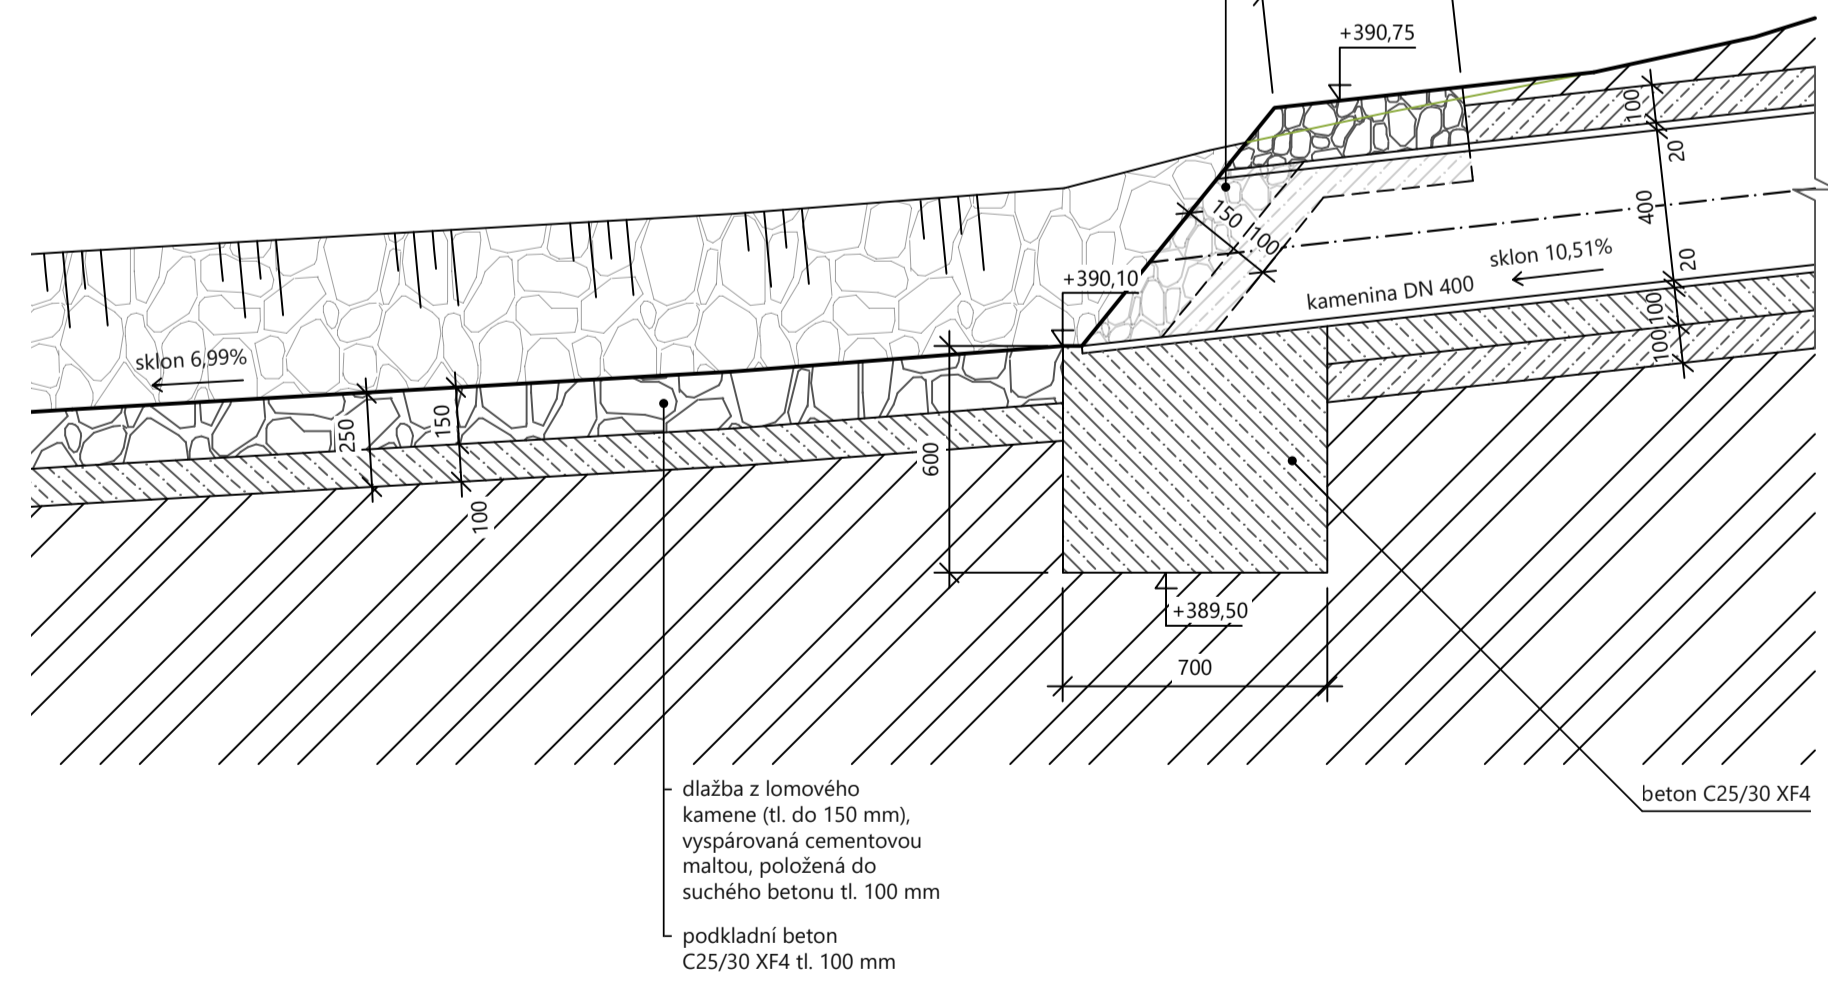 +390,75
100
20
400
20
100
100
150
100
+390,10
sklon 10,51%
kamenina DN 400
sklon 6,99%
250
150
100
600
+389,50
700
dlažba z lomového
kamene (tl. do 150 mm),
vyspárovaná cementovou
maltou, položená do
suchého betonu tl. 100 mm
podkladní beton
C25/30 XF4 tl. 100 mm
beton C25/30 XF4